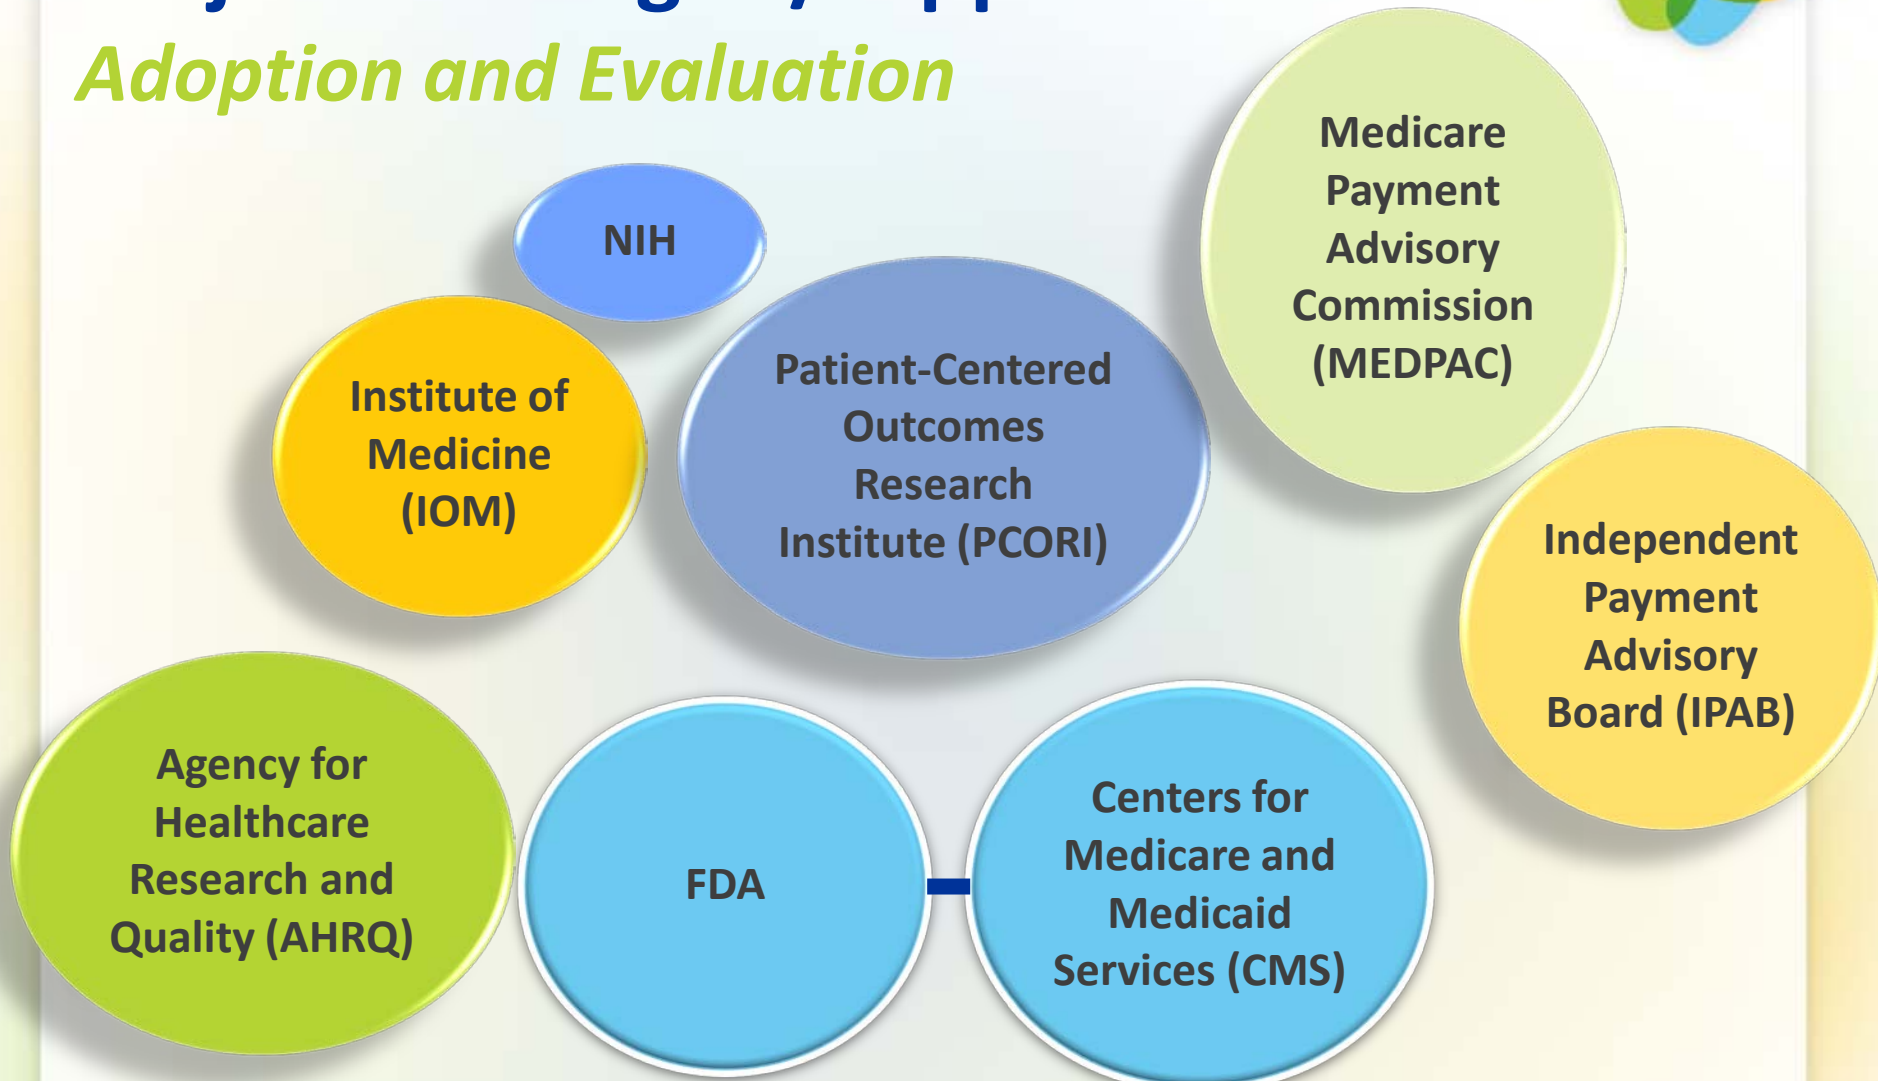 Adoption and Evaluation
NIH
Medicare
Payment
Advisory
Commission
(MEDPAC)
Institute of
Medicine
(IOM)
Patient-Centered
Outcomes
Research
Institute (PCORI)
Independent
Payment
Advisory
Board (IPAB)
Agency for
Healthcare
Research and
Quality (AHRQ)
FDA
Centers for
Medicare and
Medicaid
Services (CMS)